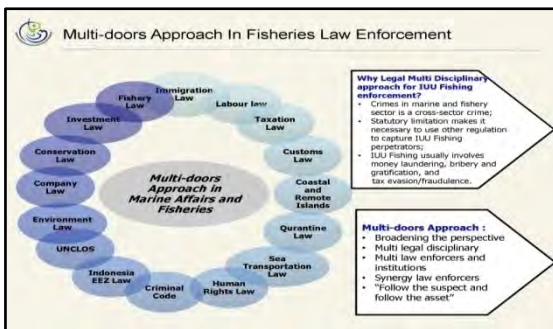 Multi-doors Approach In Fisheries Law Enforcement
Immigration
Law
Labour law
Taxation
Law
Customs
Law
Coastal
and
Remote
Islands
Qurantine
Law
Sea
Transportation
Law
Human
Rights Law
Criminal
Code
Indonesia
EEZ Law
UNCLOS
Environment
Law
Company
Law
Conservation
Law
Investment
Law
Fishery
Law
Multi-doors
Approach in
Marine Affairs and
Fisheries
Why Legal Multi Disciplinary
approach for IUU Fishing
enforcement?
• Crimes in marine and fishery
sector is a cross-sector crime;
• Statutory limitation makes it
necessary to use other regulation
to capture IUU Fishing
perpetrators;
• IUU Fishing usually involves
money laundering, bribery and
gratification, and
tax evasion/fraudulence.
Multi-doors Approach :
• Broadening the perspective
• Multi legal disciplinary
• Multi law enforcers and
institutions
• Synergy law enforcers
• "Follow the suspect and
follow the asset"